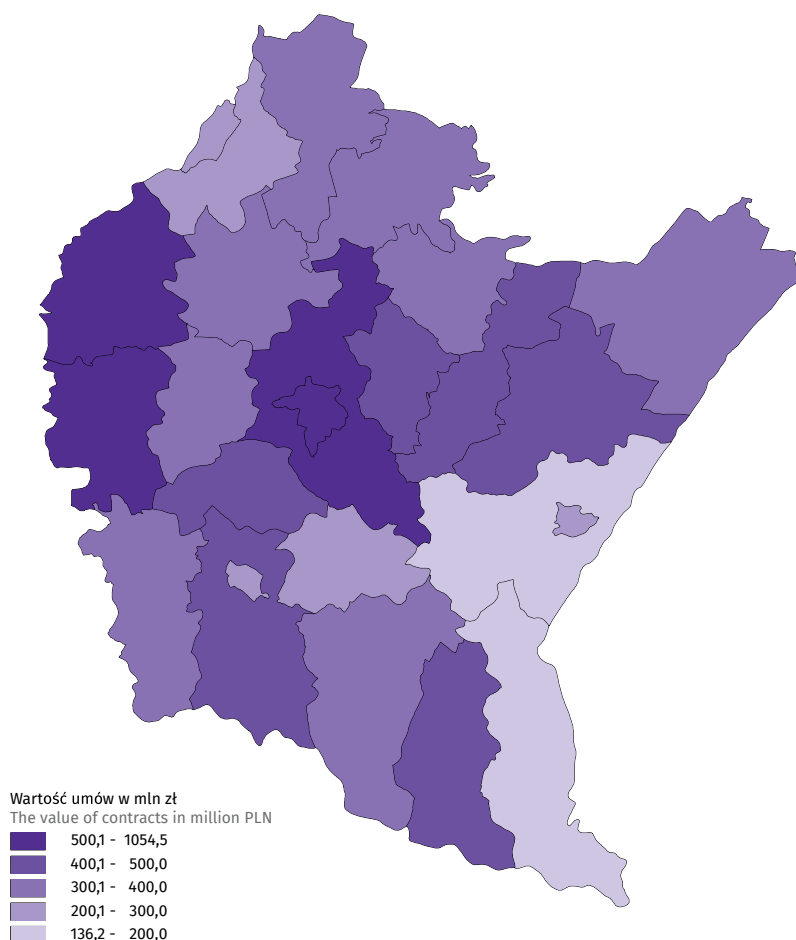 Wartość umów w mln zł
The value of contracts in million PLN
500,1 - 1054,5
400,1 - 500,0
300,1 - 400,0
200,1 - 300,0
136,2 - 200,0